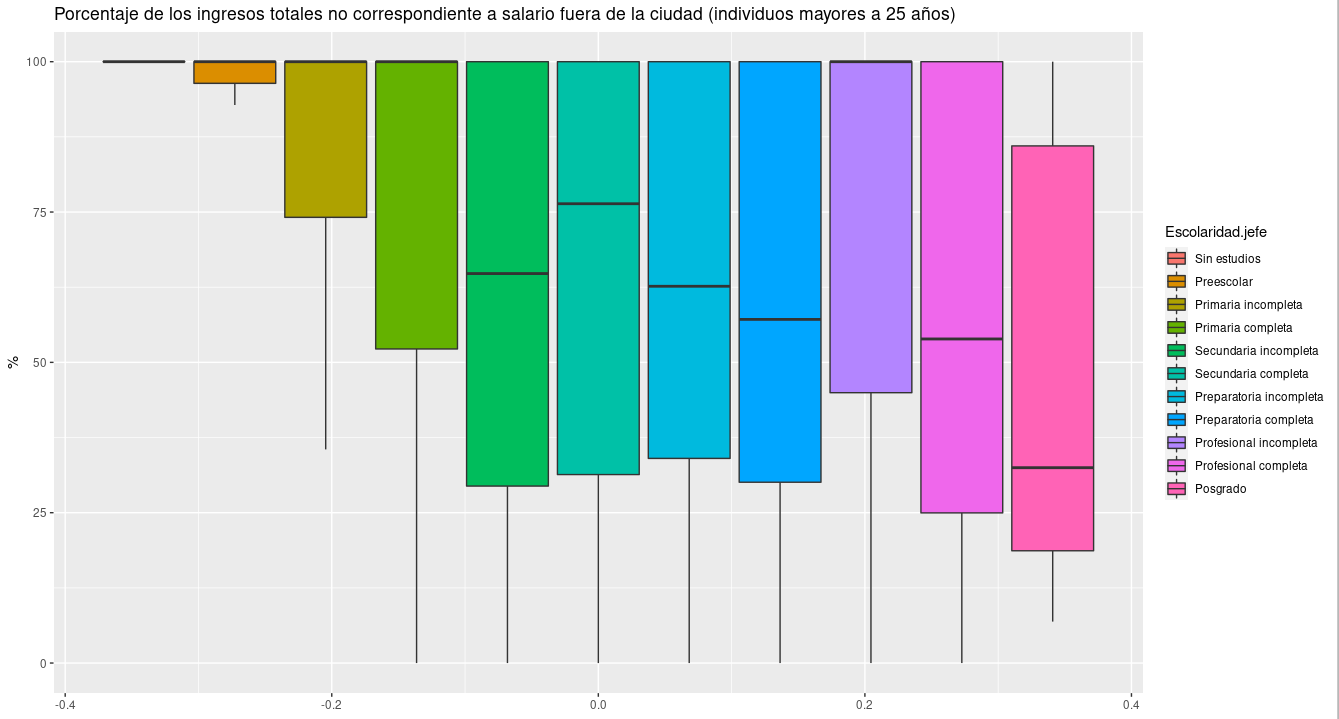 Porcentaje de los ingresos totales no correspondiente a salario fuera de la ciudad (individuos mayores a 25 años)
100
75
50
25
0
%
-0.4
-0.2
0.0
0.2
0.4
Escolaridad.jefe
Sin estudios
Preescolar
Primaria incompleta
Primaria completa
Secundaria incompleta
Secundaria completa
Preparatoria incompleta
Preparatoria completa
Profesional incompleta
Profesional completa
Posgrado